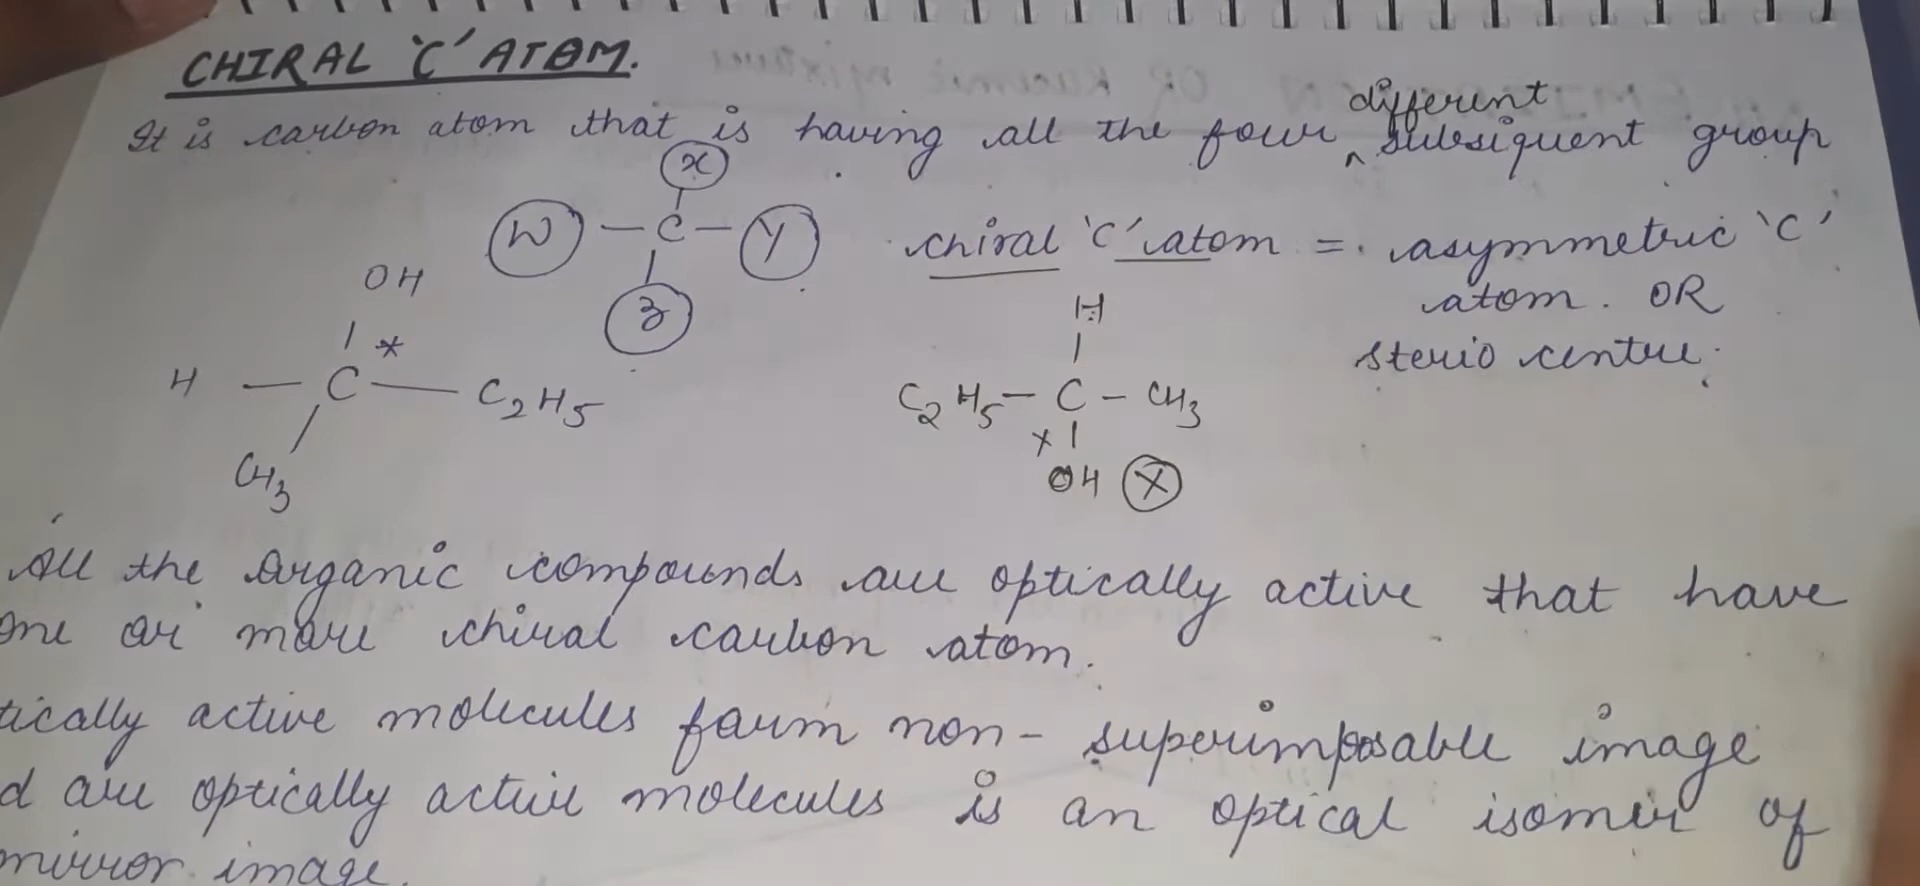 CHIRAL 'C' ATOM.
It is carbon atom that is having all the four ^ different subsiquent group
x
W — C — Y
z
chiral 'C' atom = asymmetric 'C'
atom. OR
sterio centre.
OH
*
H — C — C2H5
CH3
H
C2H5 — C — CH3
x
OH X
All the organic compounds are optically active that have
one or more chiral carbon atom.
tically active molecules form non-superimposable image
d are optically active molecules is an optical isomer of
mirror image.